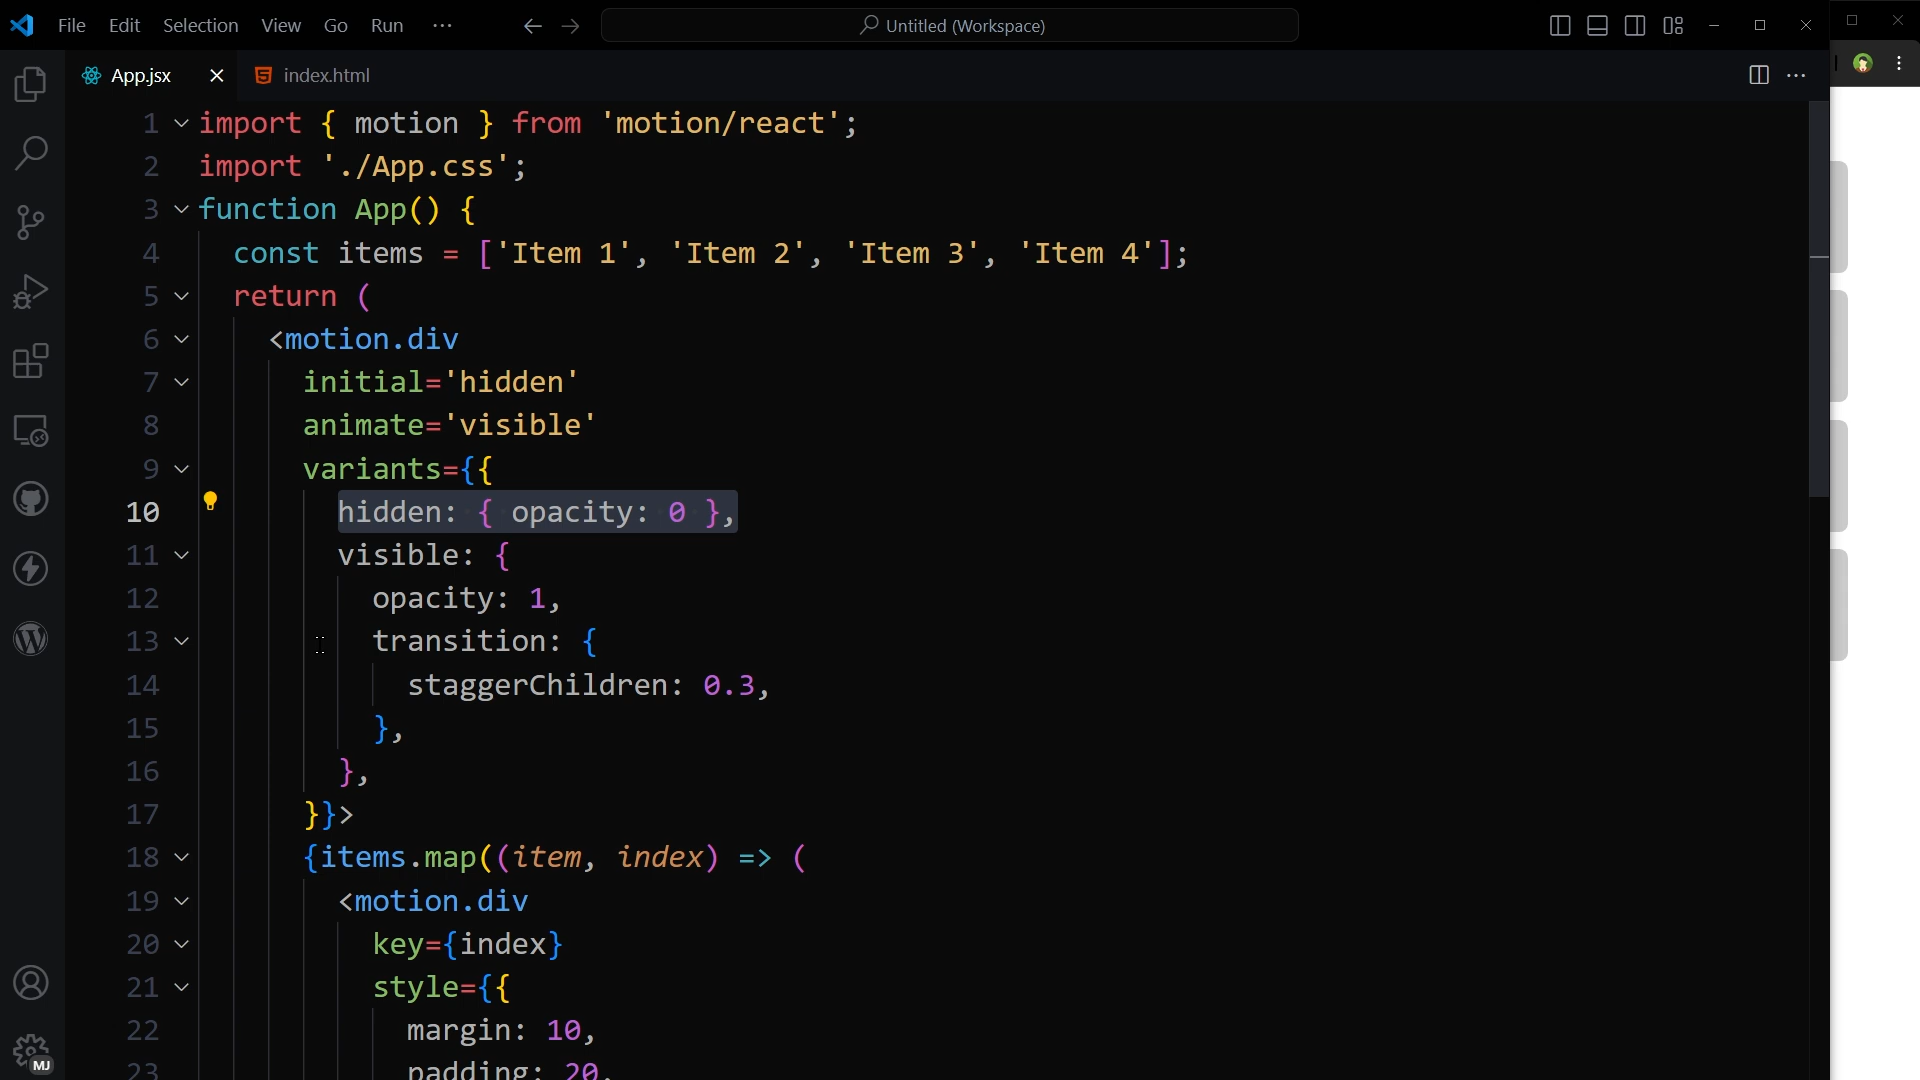 File Edit Selection View Go Run ··· Untitled (Workspace)
App.jsx index.html
1 import { motion } from 'motion/react';
2 import './App.css';
3 function App() {
4 const items = ['Item 1', 'Item 2', 'Item 3', 'Item 4'];
5 return (
6 <motion.div
7 initial='hidden'
8 animate='visible'
9 variants={{
10 hidden: { opacity: 0 },
11 visible: {
12 opacity: 1,
13 transition: {
14 staggerChildren: 0.3,
15 },
16 },
17 }}>
18 {items.map((item, index) => (
19 <motion.div
20 key={index}
21 style={{
22 margin: 10,
23 padding: 20,
MJ